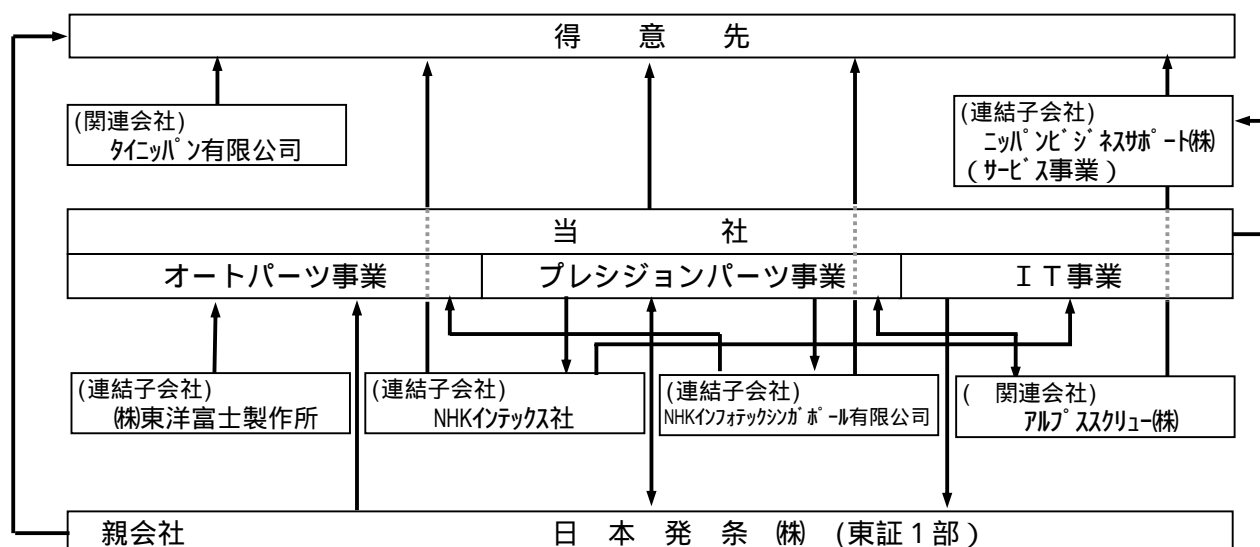 得　意　先
(関連会社)
ﾀｲﾆｯﾊﾟﾝ有限公司
(連結子会社)
ﾆｯﾊﾟﾝﾋﾞｼﾞﾈｽｻﾎﾟｰﾄ㈱
(ｻｰﾋﾞｽ事業)
当　　社
オートパーツ事業
プレシジョンパーツ事業
ＩＴ事業
(連結子会社)
㈱東洋富士製作所
(連結子会社)
NHKｲﾝﾃｯｸｽ社
(連結子会社)
NHKｲﾝﾌｫﾃｯｸｼﾝｶﾞﾎﾟｰﾙ有限公司
(　関連会社)
ｱﾙﾌﾟｽｽｸﾘｭｰ㈱
親会社　日　本　発　条　㈱　(東証１部)